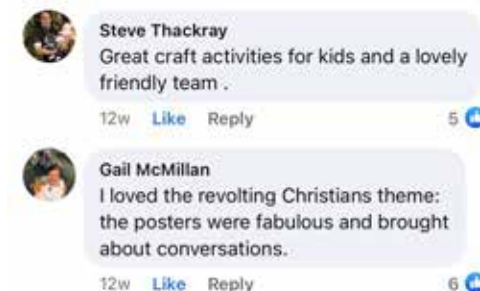 Steve Thackray
Great craft activities for kids and a lovely
friendly team .
12w Like Reply 5
Gail McMillan
I loved the revolting Christians theme:
the posters were fabulous and brought
about conversations.
12w Like Reply 6